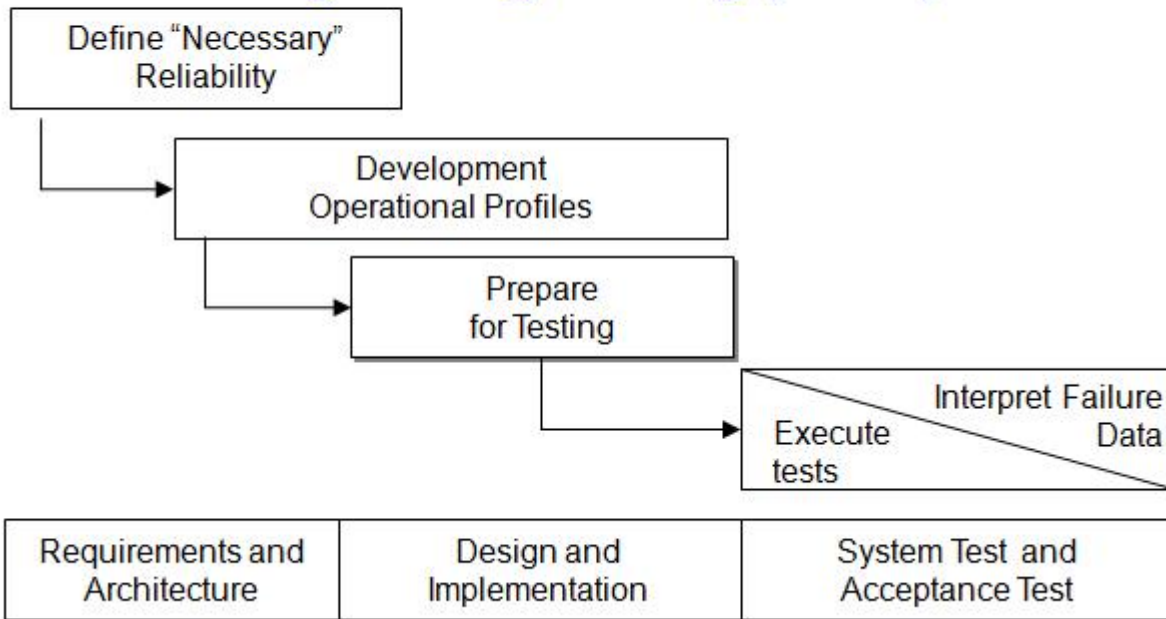 Define “Necessary”
Reliability
Development
Operational Profiles
Prepare
for Testing
Interpret Failure
Data
Execute
tests
Requirements and
Architecture
Design and
Implementation
System Test and
Acceptance Test